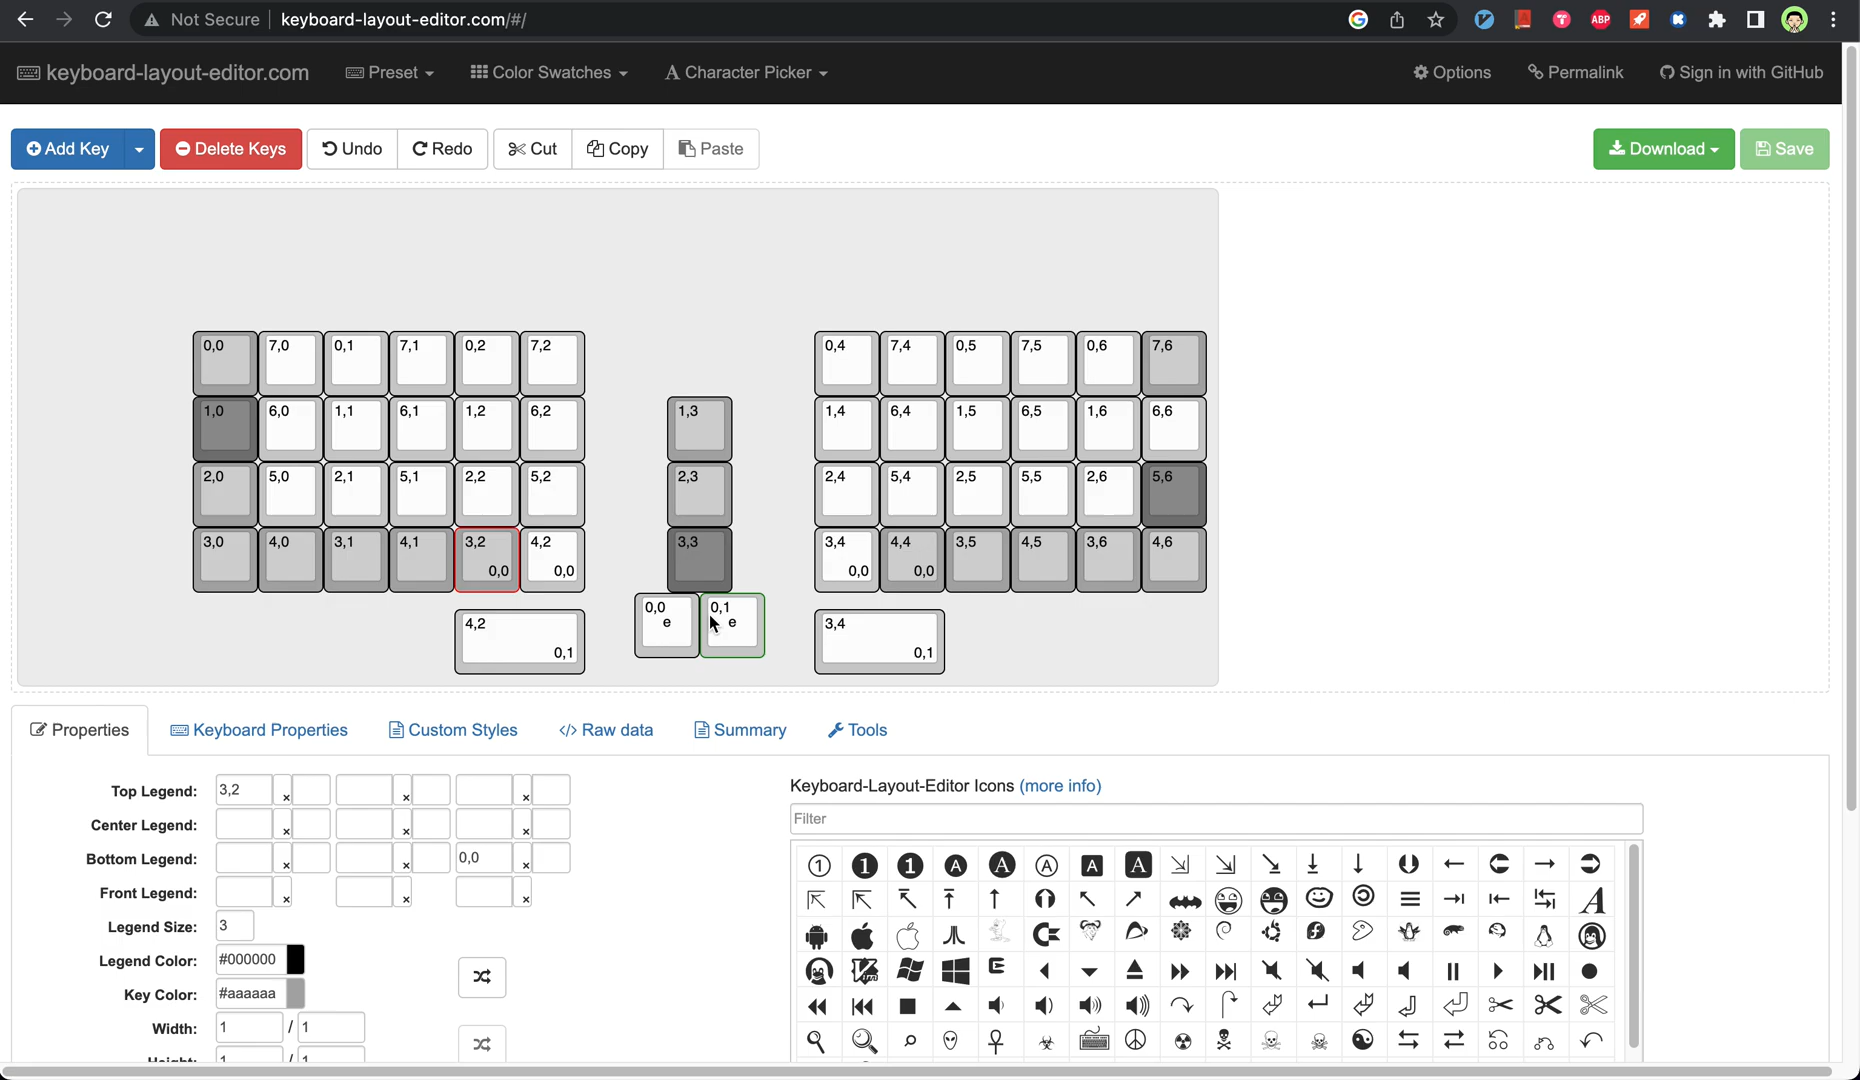 Not Secure keyboard-layout-editor.com/#/
ABP
keyboard-layout-editor.com Preset Color Swatches Character Picker Options Permalink Sign in with GitHub
Add Key Delete Keys Undo Redo Cut Copy Paste Download Save
0,0 7,0 0,1 7,1 0,2 7,2 0,4 7,4 0,5 7,5 0,6 7,6
1,0 6,0 1,1 6,1 1,2 6,2 1,3 1,4 6,4 1,5 6,5 1,6 6,6
2,0 5,0 2,1 5,1 2,2 5,2 2,3 2,4 5,4 2,5 5,5 2,6 5,6
3,0 4,0 3,1 4,1 3,2 4,2 3,3 3,4 4,4 3,5 4,5 3,6 4,6
0,0 0,0 0,0 0,0
0,0 0,1
4,2 e e 3,4
0,1 0,1
Properties Keyboard Properties Custom Styles Raw data Summary Tools
Top Legend: 3,2
Center Legend:
Bottom Legend: 0,0
Front Legend:
Legend Size: 3
Legend Color: #000000
Key Color: #aaaaaa
Width: 1 / 1
Height: 1 / 1
Keyboard-Layout-Editor Icons (more info)
Filter